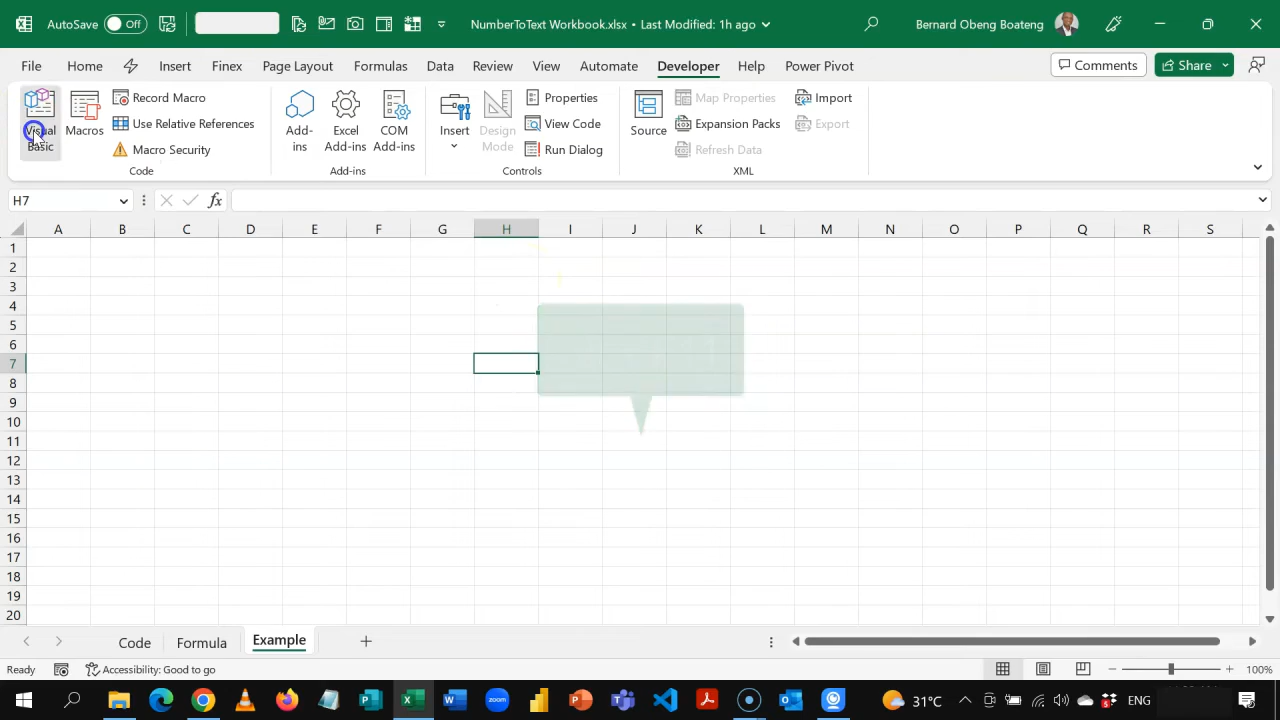 AutoSave Off NumberToText Workbook.xlsx • Last Modified: 1h ago Bernard Obeng Boateng
File Home Insert Finex Page Layout Formulas Data Review View Automate Developer Help Power Pivot Comments Share
Visual Basic
Macros
Record Macro
Use Relative References
Macro Security
Code
Add-ins
Excel Add-ins
COM Add-ins
Add-ins
Insert
Design Mode
Properties
View Code
Run Dialog
Controls
Source
Map Properties
Expansion Packs
Refresh Data
Import
Export
XML
H7 fx
A B C D E F G H I J K L M N O P Q R S
1
2
3
4
5
6
7
8
9
10
11
12
13
14
15
16
17
18
19
20
Code Formula Example
Ready Accessibility: Good to go 100%
zoom 31°C ENG